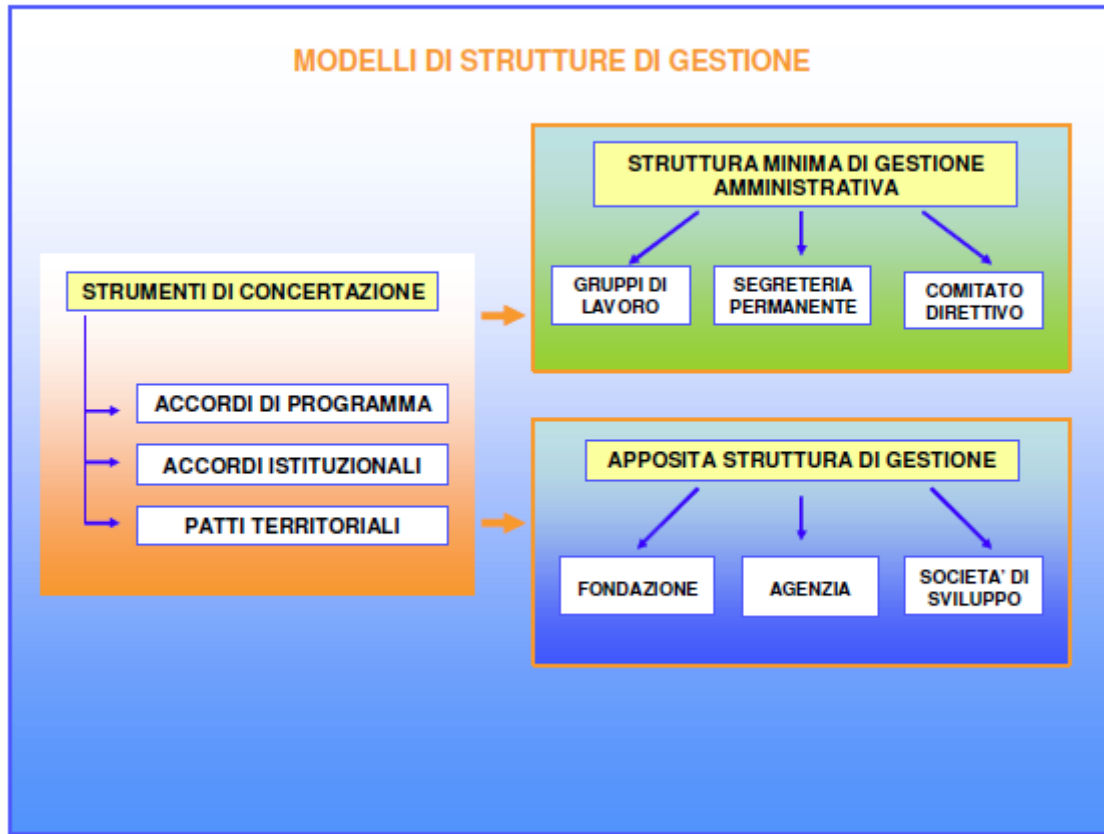 MODELLI DI STRUTTURE DI GESTIONE
STRUMENTI DI CONCERTAZIONE
ACCORDI DI PROGRAMMA
ACCORDI ISTITUZIONALI
PATTI TERRITORIALI
STRUTTURA MINIMA DI GESTIONE
AMMINISTRATIVA
GRUPPI DI
LAVORO
SEGRETERIA
PERMANENTE
COMITATO
DIRETTIVO
APPOSITA STRUTTURA DI GESTIONE
FONDAZIONE
AGENZIA
SOCIETA' DI
SVILUPPO